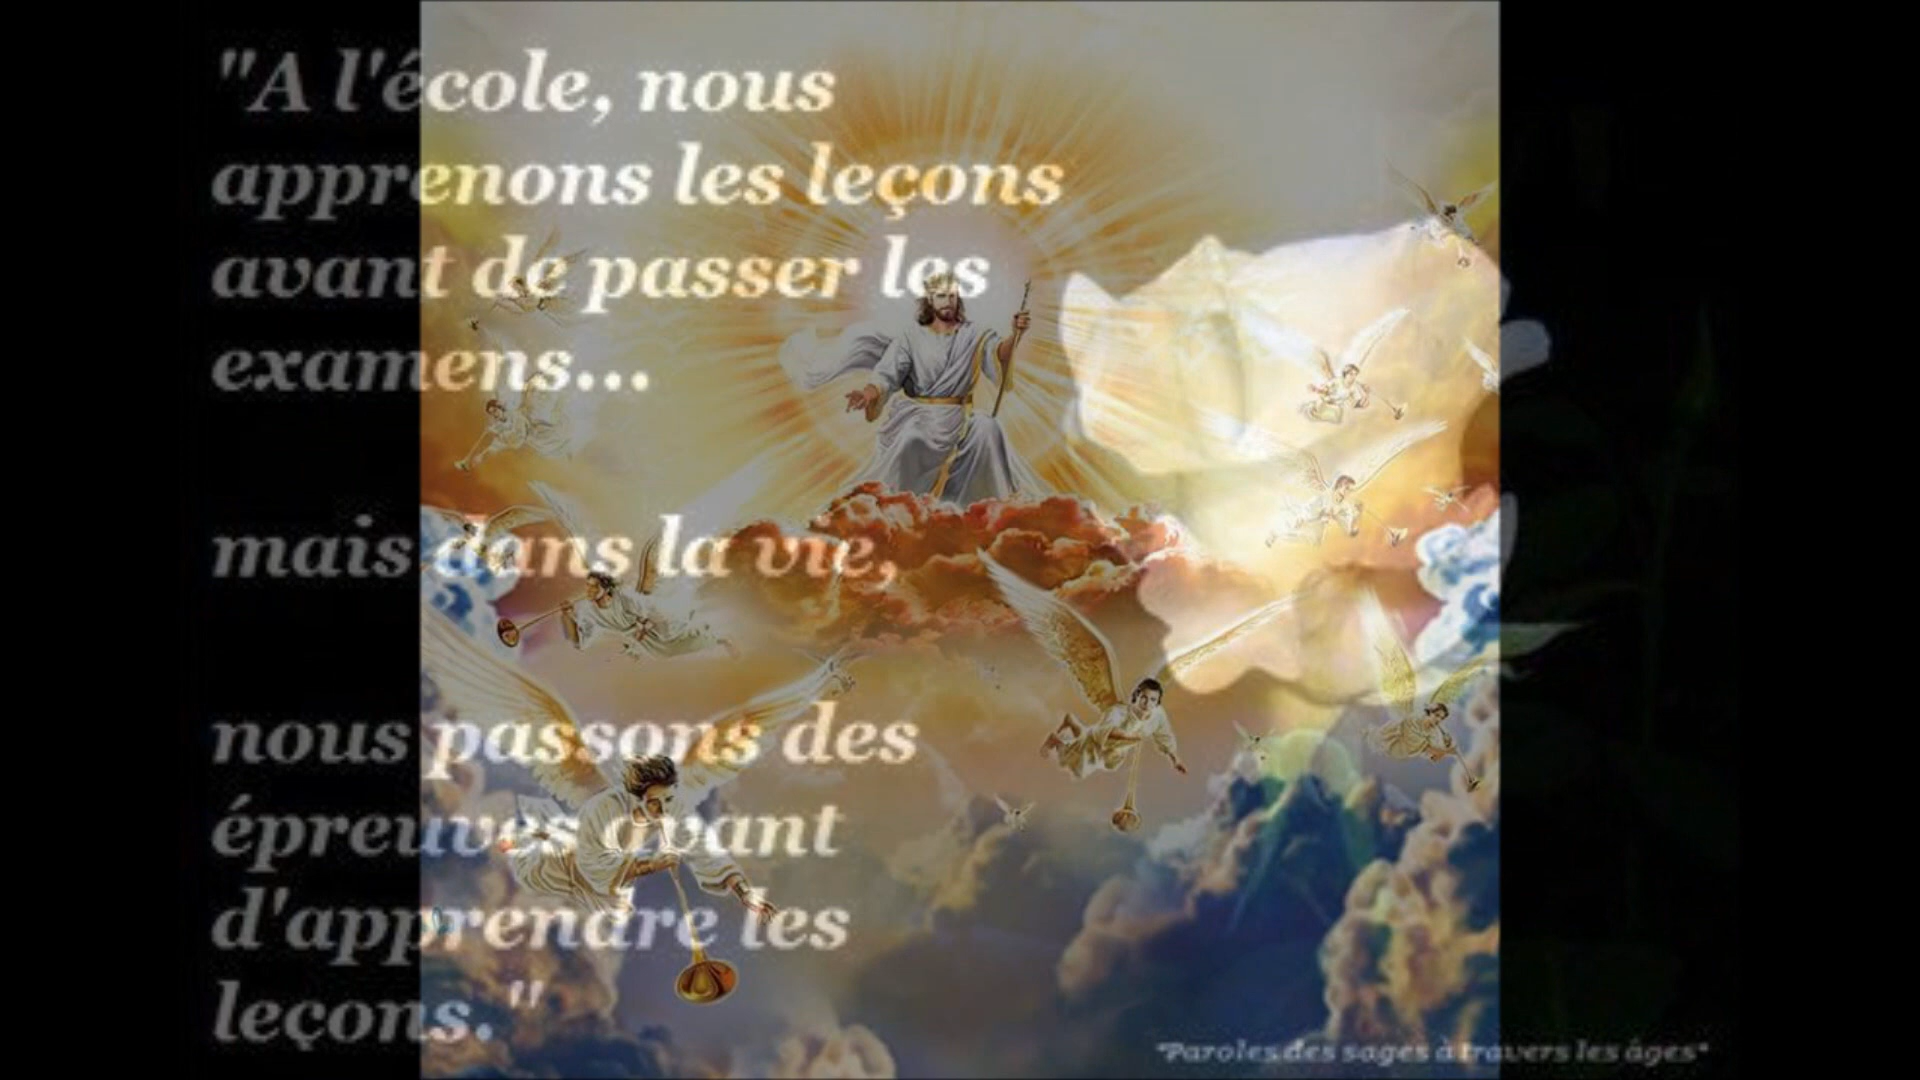 "A l'école, nous
apprenons les leçons
avant de passer les
examens...
mais dans la vie,
nous passons des
épreuves avant
d'apprendre les
leçons."
"Paroles des sages à travers les âges"